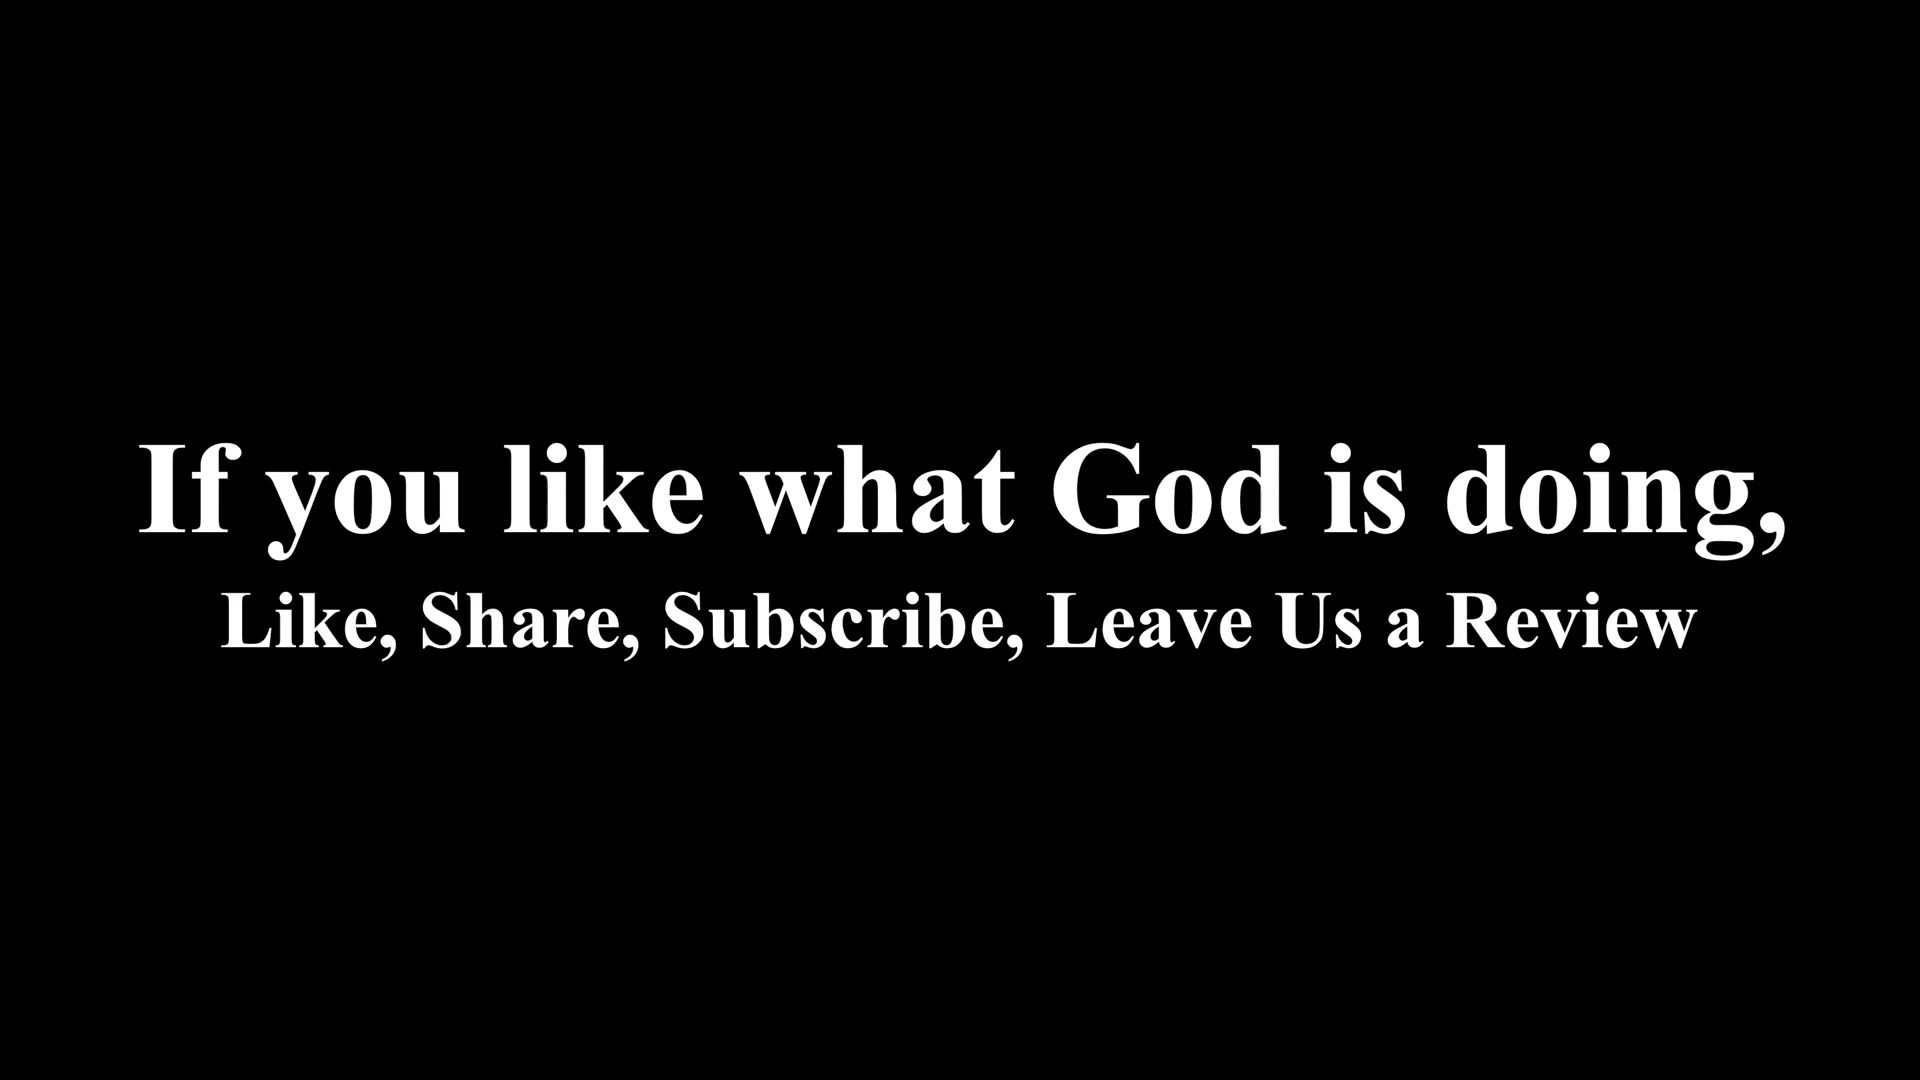 If you like what God is doing,
Like, Share, Subscribe, Leave Us a Review